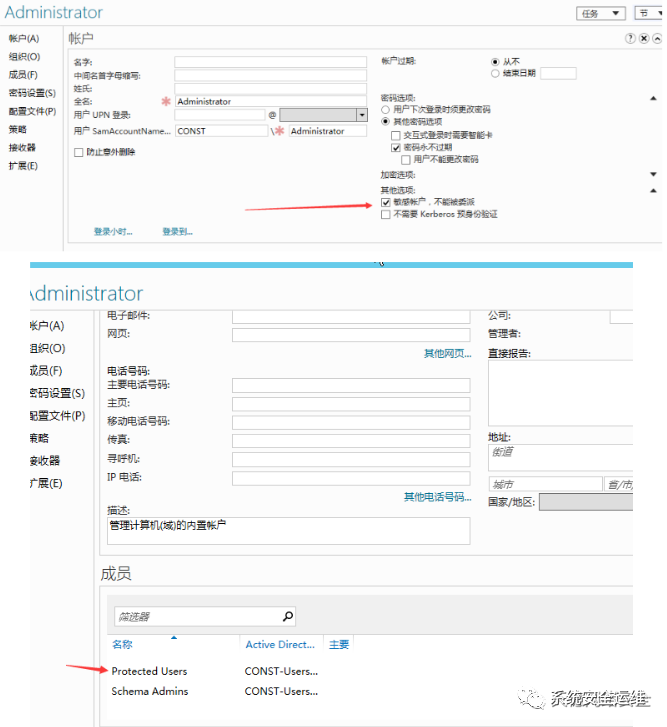 Administrator
任务
节
帐户(A)
组织(O)
成员(F)
密码设置(S)
配置文件(P)
策略
接收器
扩展(E)
帐户
名字:
中间名首字母缩写:
姓氏:
全名: Administrator
用户 UPN 登录: @
用户 SamAccountName... CONST \ Administrator
防止意外删除
登录小时... 登录到...
帐户过期: 从不
结束日期
密码选项:
用户下次登录时须更改密码
其他密码选项
交互式登录时需要智能卡
密码永不过期
用户不能更改密码
加密选项:
其他选项:
敏感帐户，不能被委派
不需要 Kerberos 预身份验证
Administrator
帐户(A)
组织(O)
成员(F)
密码设置(S)
配置文件(P)
策略
接收器
扩展(E)
电子邮件:
网页:
其他网页...
电话号码:
主要电话号码:
主页:
移动电话号码:
传真:
寻呼机:
IP 电话:
其他电话号码...
描述:
管理计算机(域)的内置帐户
公司:
管理者:
直接报告:
地址:
街道
城市 省/市/
国家/地区:
成员
筛选器
名称 Active Direct... 主要
Protected Users CONST-Users...
Schema Admins CONST-Users...
系统安全运维